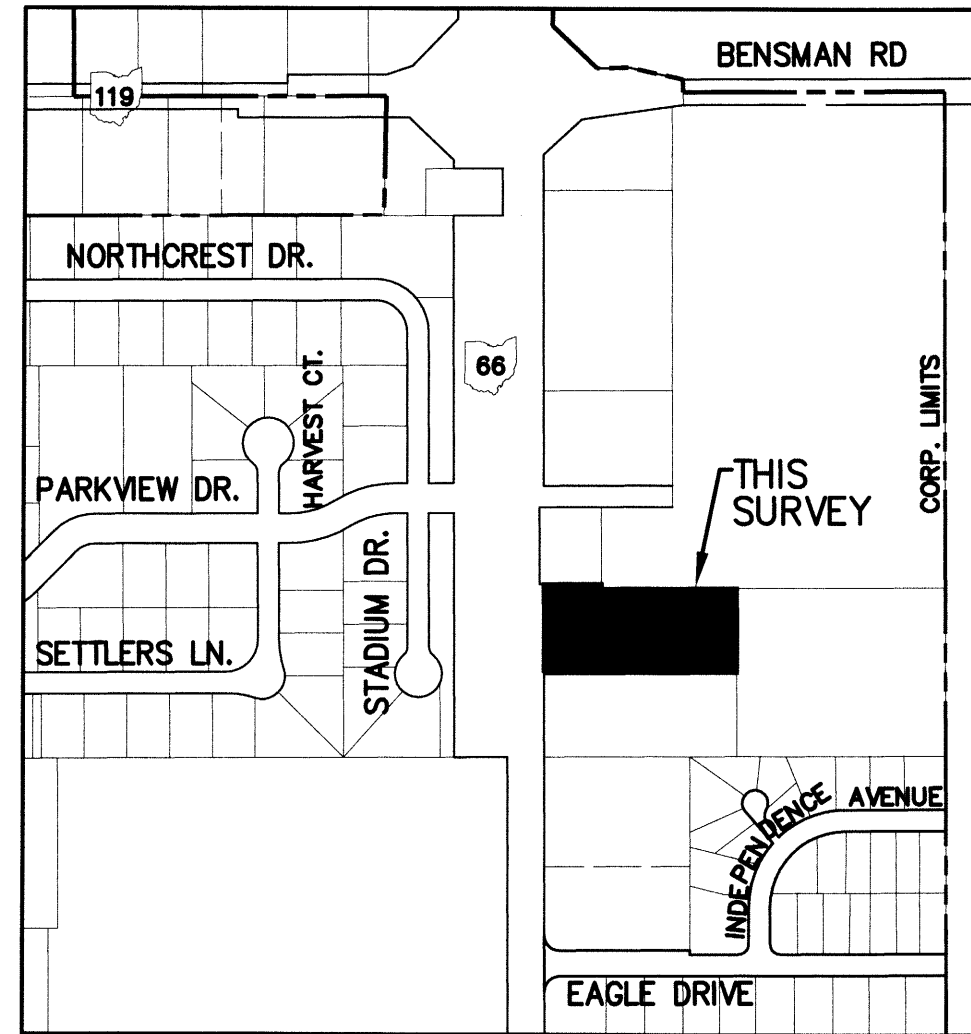 BENSMAN RD
119
NORTHCREST DR.
66
HARVEST CT.
CORP. LIMITS
PARKVIEW DR.
THIS
SURVEY
STADIUM DR.
SETTLERS LN.
INDEPENDENCE AVENUE
EAGLE DRIVE